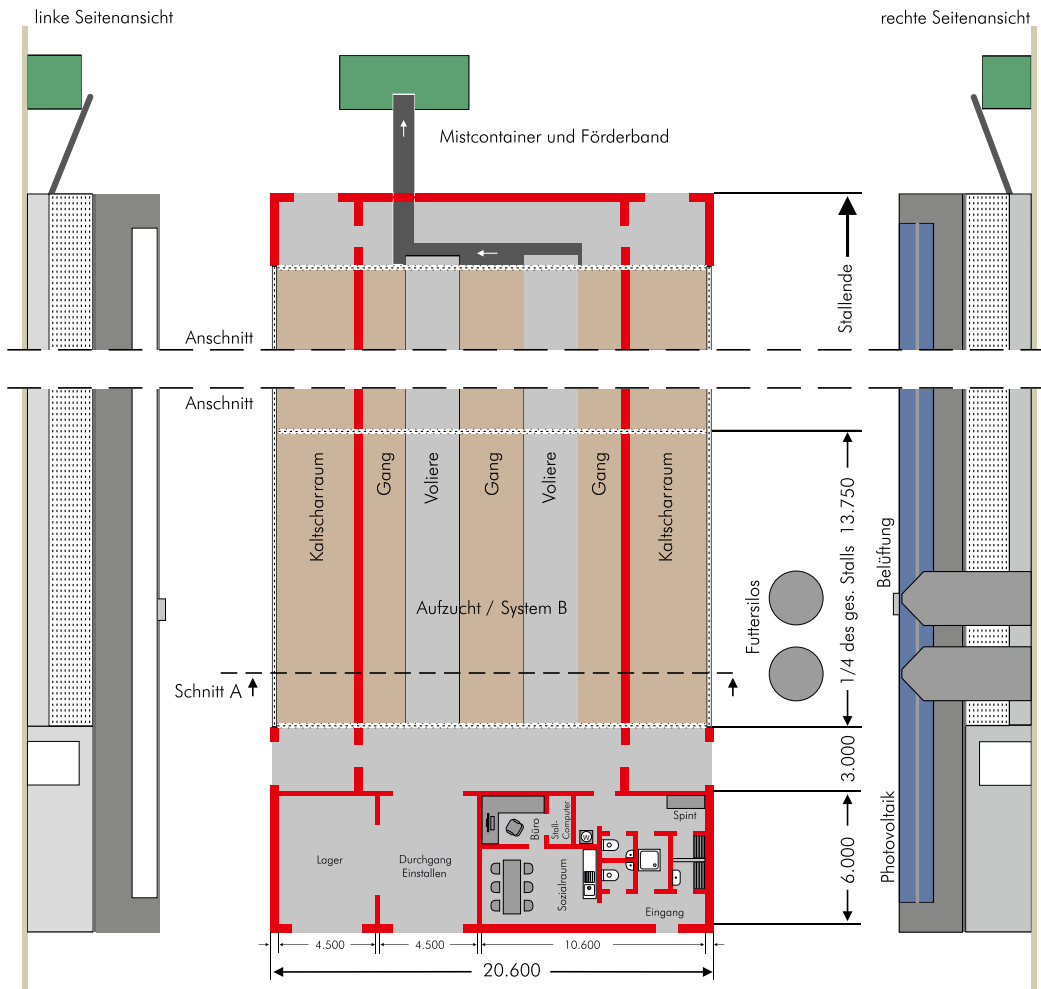 linke Seitenansicht
rechte Seitenansicht
Mistcontainer und Förderband
Stallende
Anschnitt
Anschnitt
Kaltscharraum
Gang
Voliere
Gang
Voliere
Gang
Kaltscharraum
1/4 des ges. Stalls 13.750
Belüftung
Futtersilos
Aufzucht / System B
Schnitt A
3.000
6.000
Photovoltaik
Büro
Stall-
Computer
W
Spint
Lager
Durchgang
Einstallen
Sozialraum
Eingang
4.500
4.500
10.600
20.600